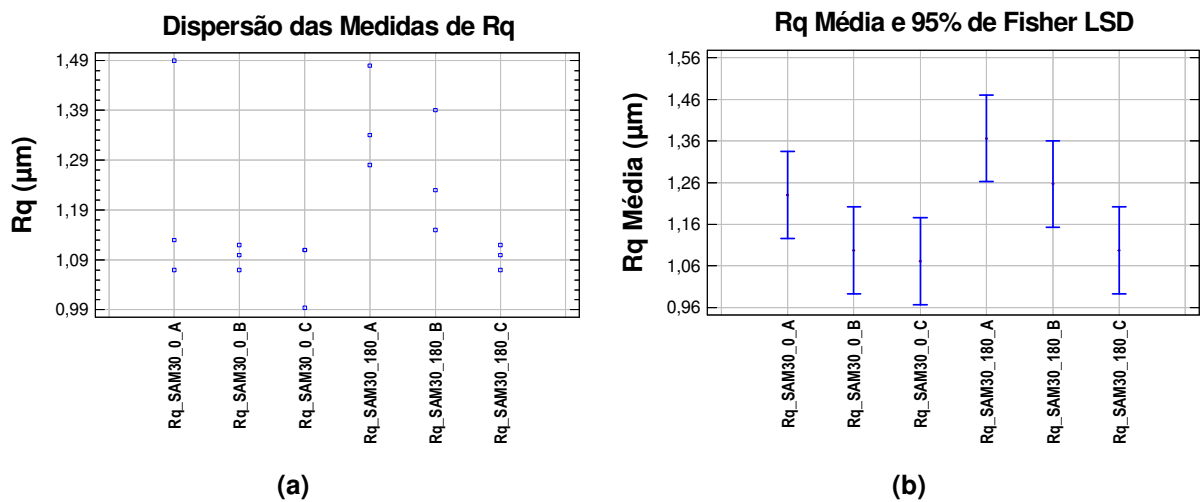 Dispersão das Medidas de Rq
Rq (µm)
1,49
1,39
1,29
1,19
1,09
0,99
Rq_SAM30_0_A
Rq_SAM30_0_B
Rq_SAM30_0_C
Rq_SAM30_180_A
Rq_SAM30_180_B
Rq_SAM30_180_C
(a)
Rq Média e 95% de Fisher LSD
Rq Média (µm)
1,56
1,46
1,36
1,26
1,16
1,06
0,96
Rq_SAM30_0_A
Rq_SAM30_0_B
Rq_SAM30_0_C
Rq_SAM30_180_A
Rq_SAM30_180_B
Rq_SAM30_180_C
(b)